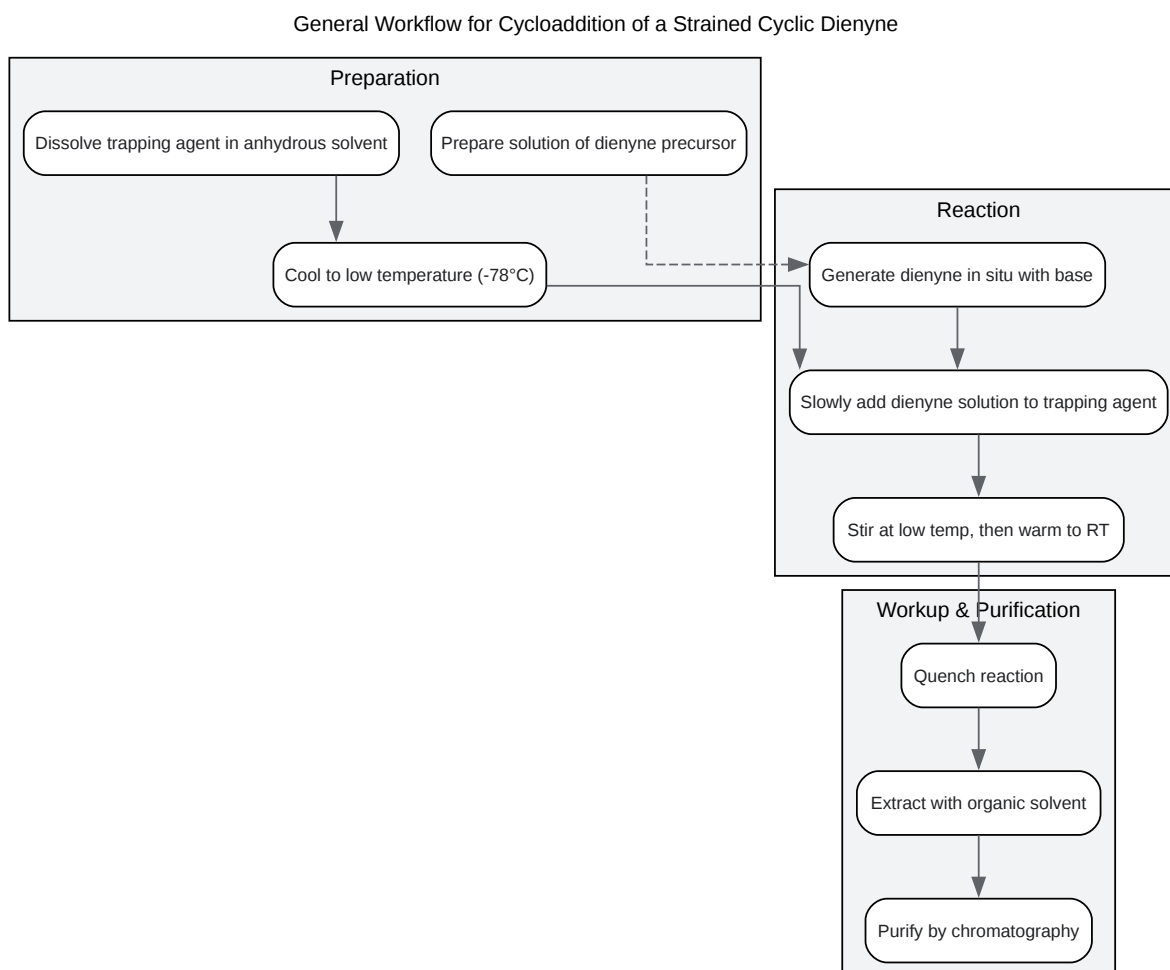 General Workflow for Cycloaddition of a Strained Cyclic Dienyne
Preparation
Dissolve trapping agent in anhydrous solvent
Prepare solution of dienyne precursor
Cool to low temperature (-78°C)
Reaction
Generate dienyne in situ with base
Slowly add dienyne solution to trapping agent
Stir at low temp, then warm to RT
Workup & Purification
Quench reaction
Extract with organic solvent
Purify by chromatography